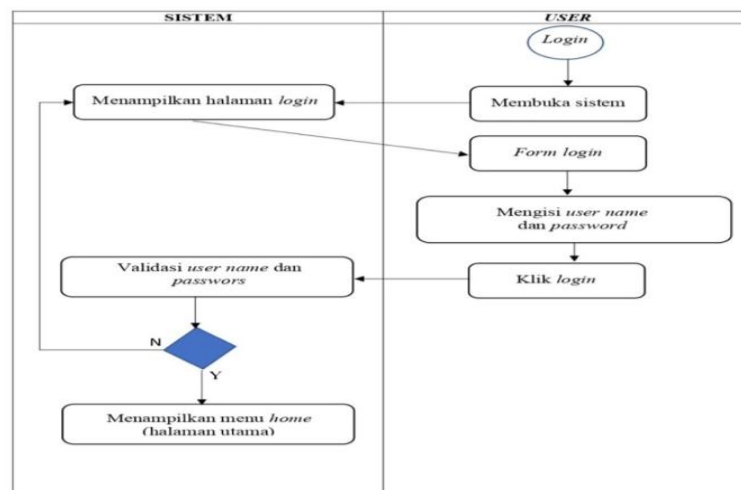 SISTEM
USER
Login
Menampilkan halaman login
Membuka sistem
Form login
Mengisi user name
dan password
Validasi user name dan
passwors
Klik login
N
Y
Menampilkan menu home
(halaman utama)